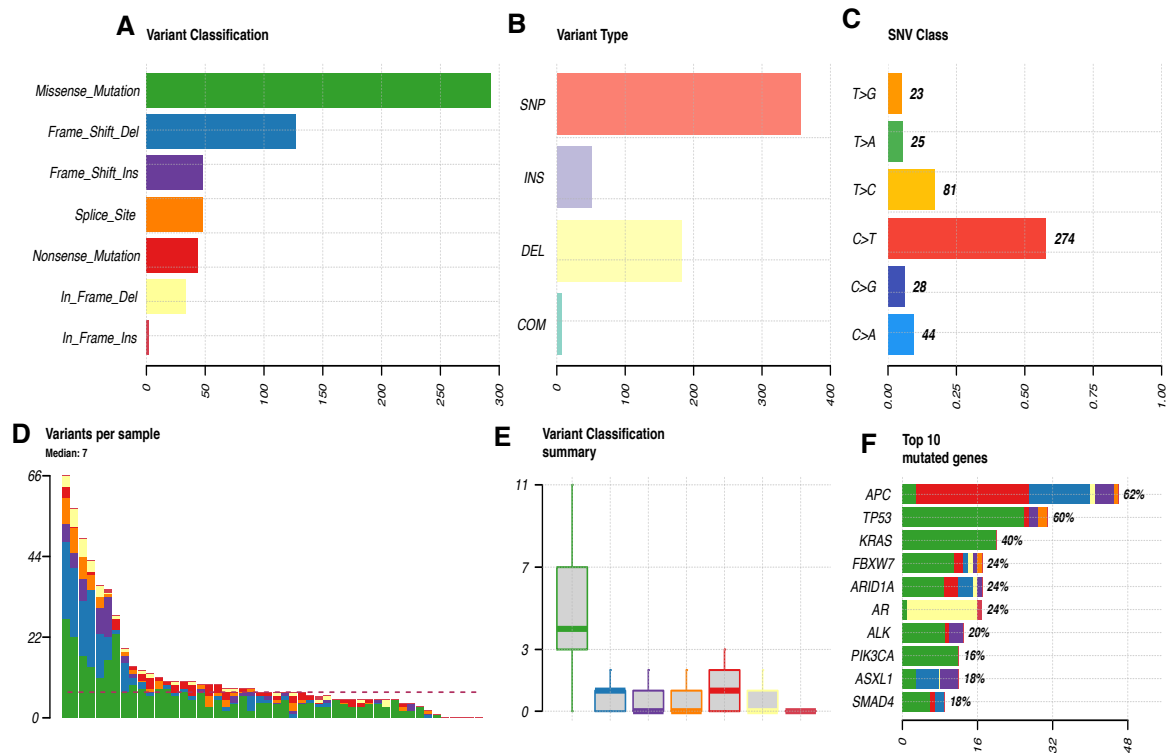 A Variant Classification
Missense_Mutation
Frame_Shift_Del
Frame_Shift_Ins
Splice_Site
Nonsense_Mutation
In_Frame_Del
In_Frame_Ins
0 50 100 150 200 250 300
B Variant Type
SNP
INS
DEL
COM
0 100 200 300 400
C SNV Class
T>G 23
T>A 25
T>C 81
C>T 274
C>G 28
C>A 44
0.00 0.25 0.50 0.75 1.00
D Variants per sample
Median: 7
66
44
22
0
E Variant Classification
summary
11
7
3
0
F Top 10
mutated genes
APC 62%
TP53 60%
KRAS 40%
FBXW7 24%
ARID1A 24%
AR 24%
ALK 20%
PIK3CA 16%
ASXL1 18%
SMAD4 18%
0 16 32 48